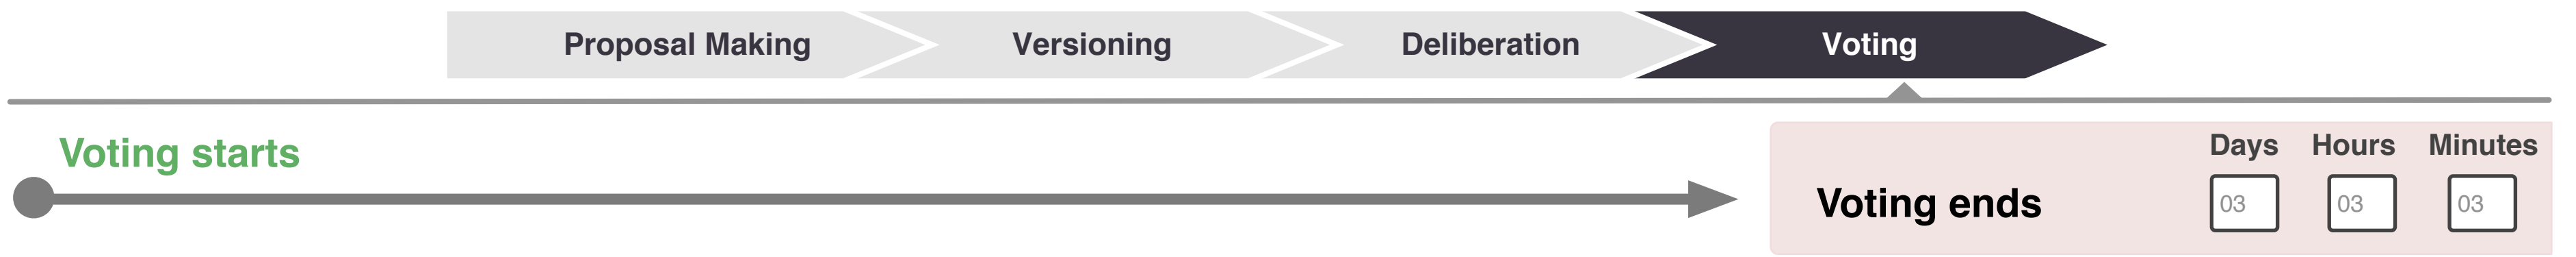 Proposal Making Versioning Deliberation Voting
Voting starts
Days Hours Minutes
Voting ends 03 03 03